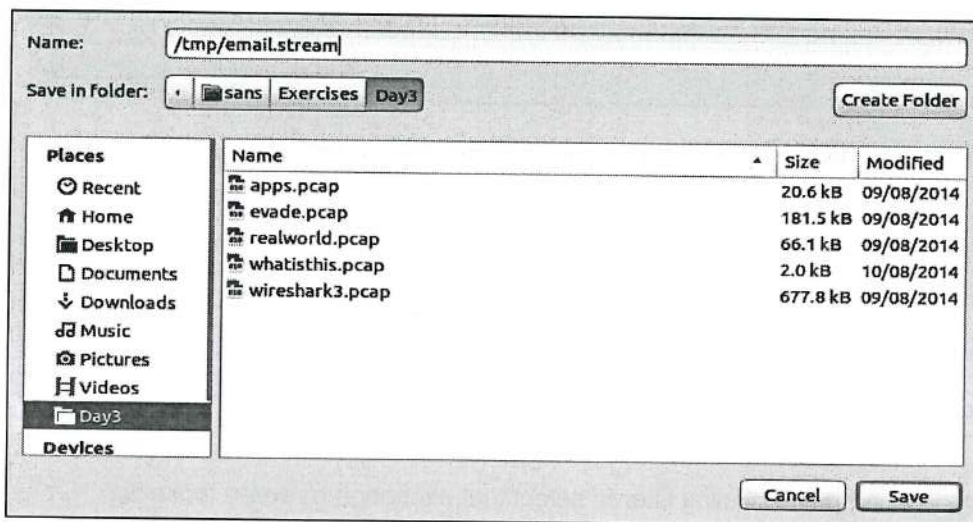 Name: /tmp/email.stream
Save in folder: sans Exercises Day3 Create Folder
Places
Recent
Home
Desktop
Documents
Downloads
Music
Pictures
Videos
Day3
Devices
Name Size Modified
apps.pcap 20.6 kB 09/08/2014
evade.pcap 181.5 kB 09/08/2014
realworld.pcap 66.1 kB 09/08/2014
whatisthis.pcap 2.0 kB 10/08/2014
wireshark3.pcap 677.8 kB 09/08/2014
Cancel Save